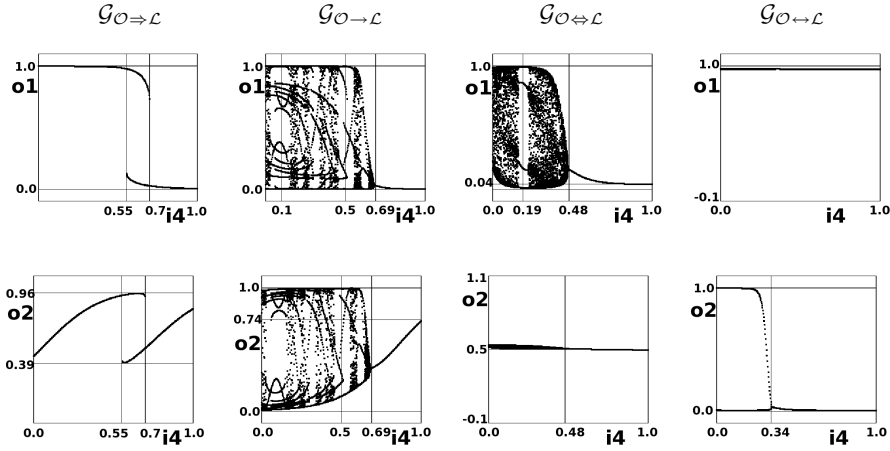 𝒢𝒪⇒ℒ 𝒢𝒪→ℒ 𝒢𝒪⇔ℒ 𝒢𝒪↔ℒ
1.0 1.0 1.0 1.0
o1 o1 o1 o1
0.0 0.0 0.04 -0.1
0.55 0.7 1.0 0.1 0.5 0.69 1.0 0.0 0.19 0.48 1.0 0.0 1.0
i4 i4 i4 i4
0.96 1.0 1.1 1.0
o2 0.74 o2 o2
0.39 o2 0.5
0.0 -0.1 0.0
0.0 0.55 0.7 1.0 0.0 0.5 0.69 1.0 0.0 0.48 1.0 0.0 0.34 1.0
i4 i4 i4 i4